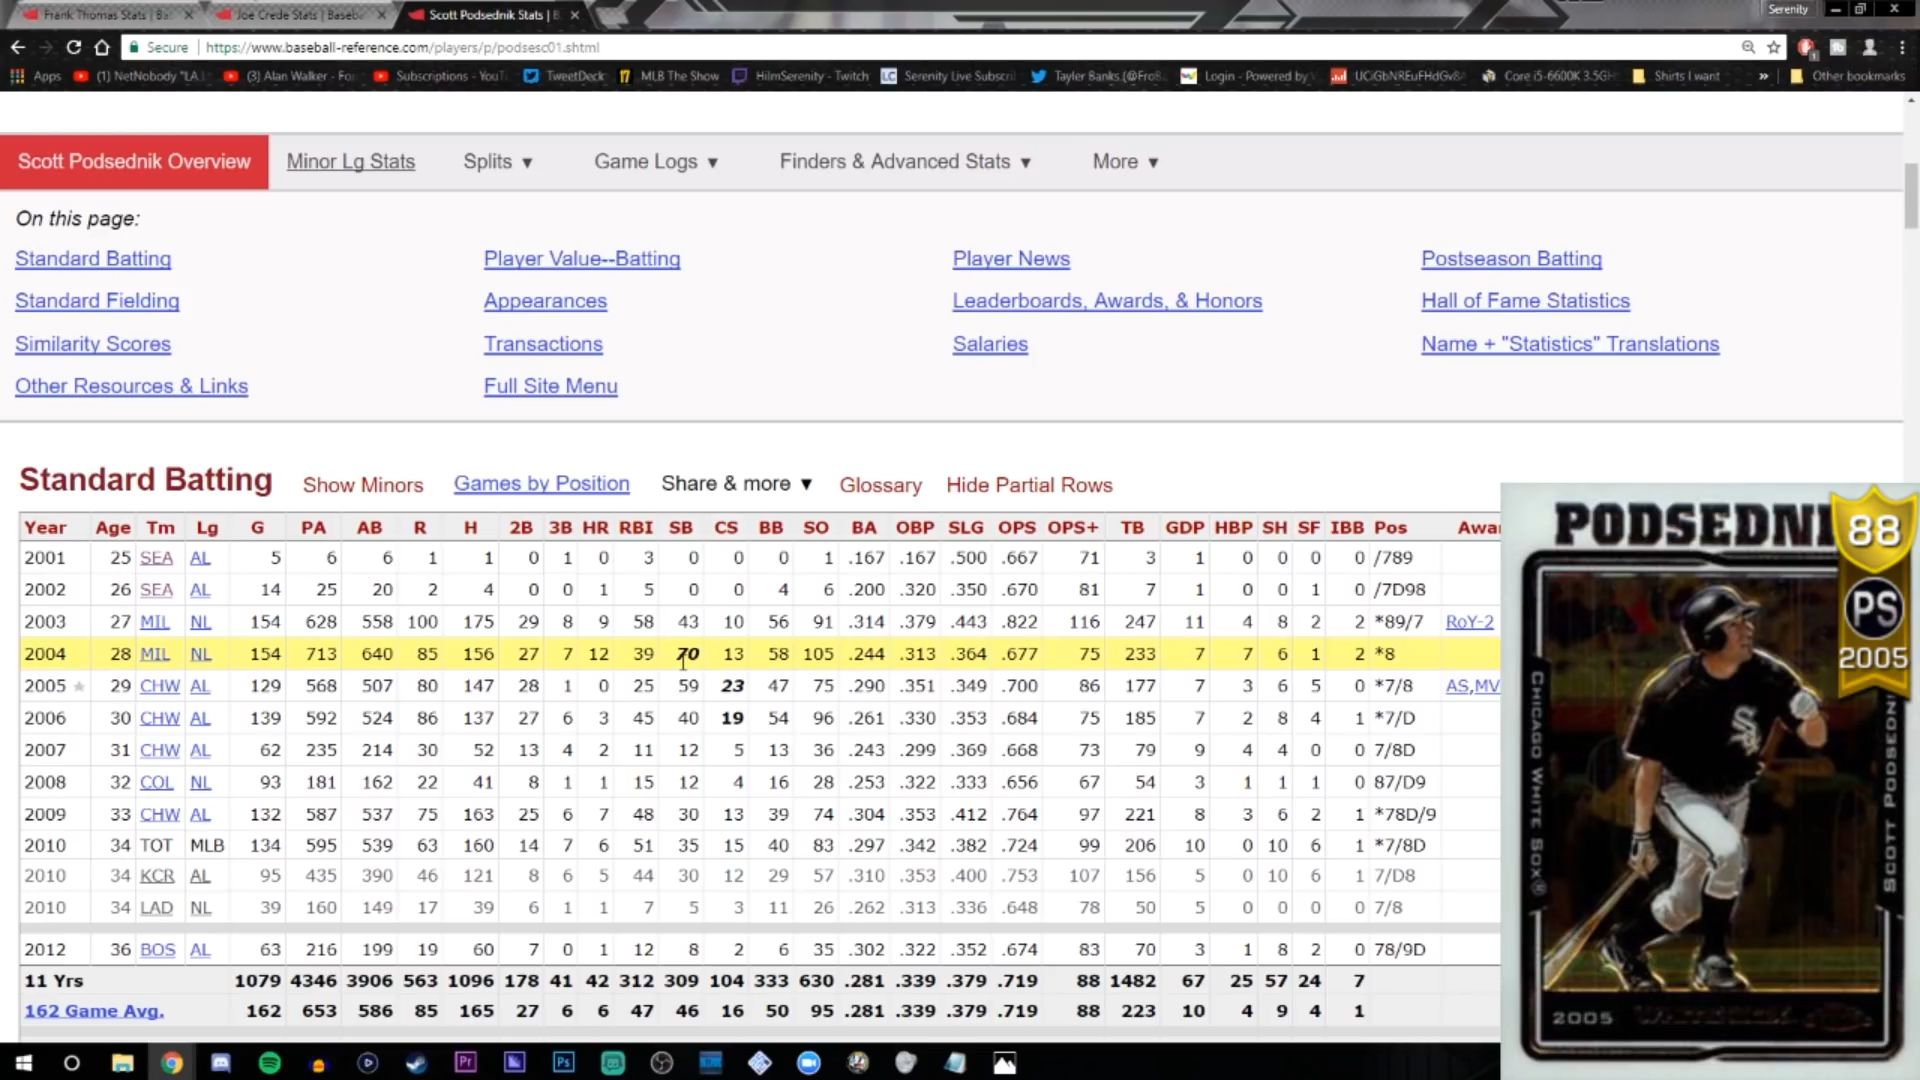 Frank Thomas Stats | Ba
Joe Crede Stats | Baseba
Scott Podsednik Stats | B
Serenity
Secure https://www.baseball-reference.com/players/p/podsesc01.shtml
Apps (1) NetNobody "LA (3) Alan Walker - Subscriptions - YouT TweetDeck MLB The Show HilmSerenity - Twitch Serenity Live Subscri Tayler Banks (@Fro Login - Powered by Core i5-6600K 3.5GH Shirts I want » Other bookmarks
Scott Podsednik Overview Minor Lg Stats Splits ▼ Game Logs ▼ Finders & Advanced Stats ▼ More ▼
On this page:
Standard Batting Player Value--Batting Player News Postseason Batting
Standard Fielding Appearances Leaderboards, Awards, & Honors Hall of Fame Statistics
Similarity Scores Transactions Salaries Name + "Statistics" Translations
Other Resources & Links Full Site Menu
Standard Batting Show Minors Games by Position Share & more ▼ Glossary Hide Partial Rows
Year Age Tm Lg G PA AB R H 2B 3B HR RBI SB CS BB SO BA OBP SLG OPS OPS+ TB GDP HBP SH SF IBB Pos Awa
2001 25 SEA AL 5 6 6 1 1 0 1 0 3 0 0 0 1 .167 .167 .500 .667 71 3 1 0 0 0 0 /789
2002 26 SEA AL 14 25 20 2 4 0 0 1 5 0 0 4 6 .200 .320 .350 .670 81 7 1 0 0 1 0 /7D98
2003 27 MIL NL 154 628 558 100 175 29 8 9 58 43 10 56 91 .314 .379 .443 .822 116 247 11 4 8 2 2 *89/7 RoY-2
2004 28 MIL NL 154 713 640 85 156 27 7 12 39 70 13 58 105 .244 .313 .364 .677 75 233 7 7 6 1 2 *8
2005 ★ 29 CHW AL 129 568 507 80 147 28 1 0 25 59 23 47 75 .290 .351 .349 .700 86 177 7 3 6 5 0 *7/8 AS,MV
2006 30 CHW AL 139 592 524 86 137 27 6 3 45 40 19 54 96 .261 .330 .353 .684 75 185 7 2 8 4 1 *7/D
2007 31 CHW AL 62 235 214 30 52 13 4 2 11 12 5 13 36 .243 .299 .369 .668 73 79 9 4 4 0 0 7/8D
2008 32 COL NL 93 181 162 22 41 8 1 1 15 12 4 16 28 .253 .322 .333 .656 67 54 3 1 1 1 0 87/D9
2009 33 CHW AL 132 587 537 75 163 25 6 7 48 30 13 39 74 .304 .353 .412 .764 97 221 8 3 6 2 1 *78D/9
2010 34 TOT MLB 134 595 539 63 160 14 7 6 51 35 15 40 83 .297 .342 .382 .724 99 206 10 0 10 6 1 *7/8D
2010 34 KCR AL 95 435 390 46 121 8 6 5 44 30 12 29 57 .310 .353 .400 .753 107 156 5 0 10 6 1 7/D8
2010 34 LAD NL 39 160 149 17 39 6 1 1 7 5 3 11 26 .262 .313 .336 .648 78 50 5 0 0 0 0 7/8
2012 36 BOS AL 63 216 199 19 60 7 0 1 12 8 2 6 35 .302 .322 .352 .674 83 70 3 1 8 2 0 78/9D
11 Yrs 1079 4346 3906 563 1096 178 41 42 312 309 104 333 630 .281 .339 .379 .719 88 1482 67 25 57 24 7
162 Game Avg. 162 653 586 85 165 27 6 6 47 46 16 50 95 .281 .339 .379 .719 88 223 10 4 9 4 1
PODSEDNI
88
PS
2005
CHICAGO WHITE SOX®
SCOTT PODSEDNI
2005